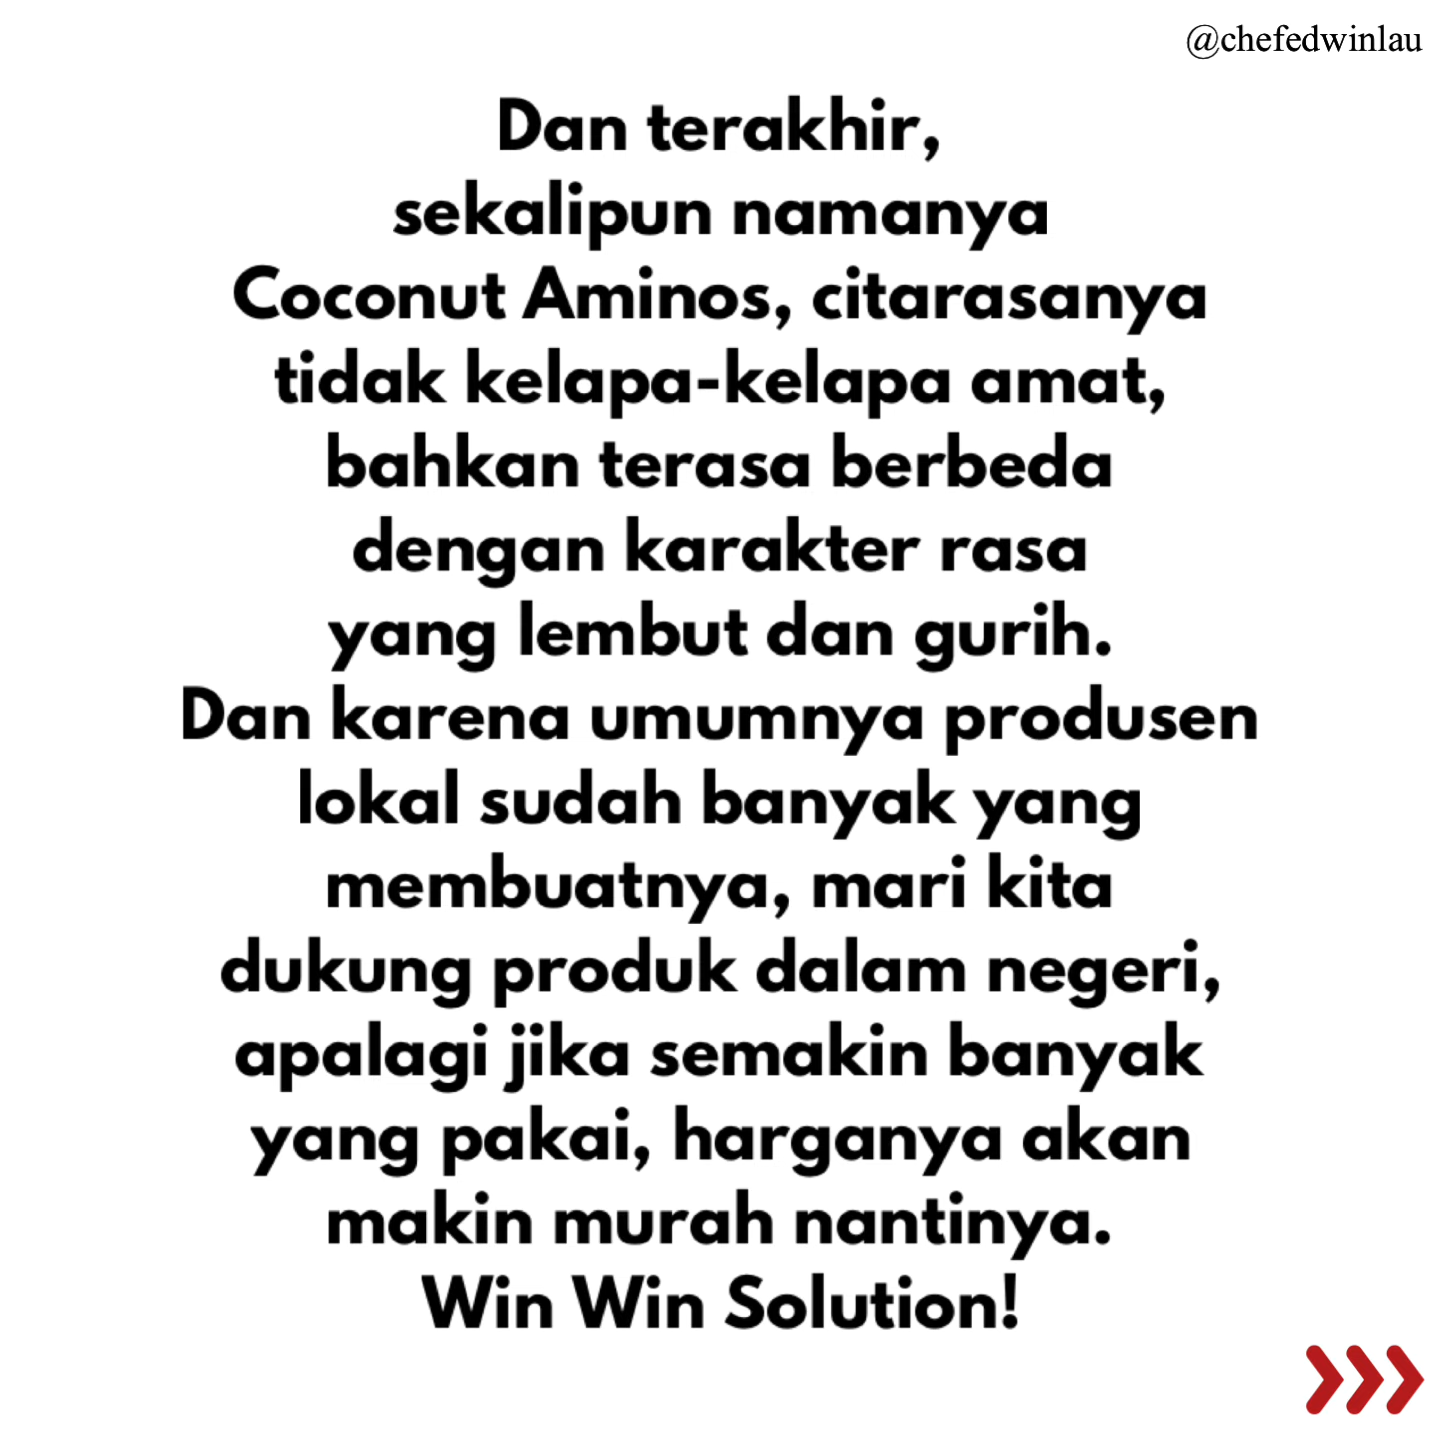 @chefedwinlau
Dan terakhir,
sekalipun namanya
Coconut Aminos, citarasanya
tidak kelapa-kelapa amat,
bahkan terasa berbeda
dengan karakter rasa
yang lembut dan gurih.
Dan karena umumnya produsen
lokal sudah banyak yang
membuatnya, mari kita
dukung produk dalam negeri,
apalagi jika semakin banyak
yang pakai, harganya akan
makin murah nantinya.
Win Win Solution!